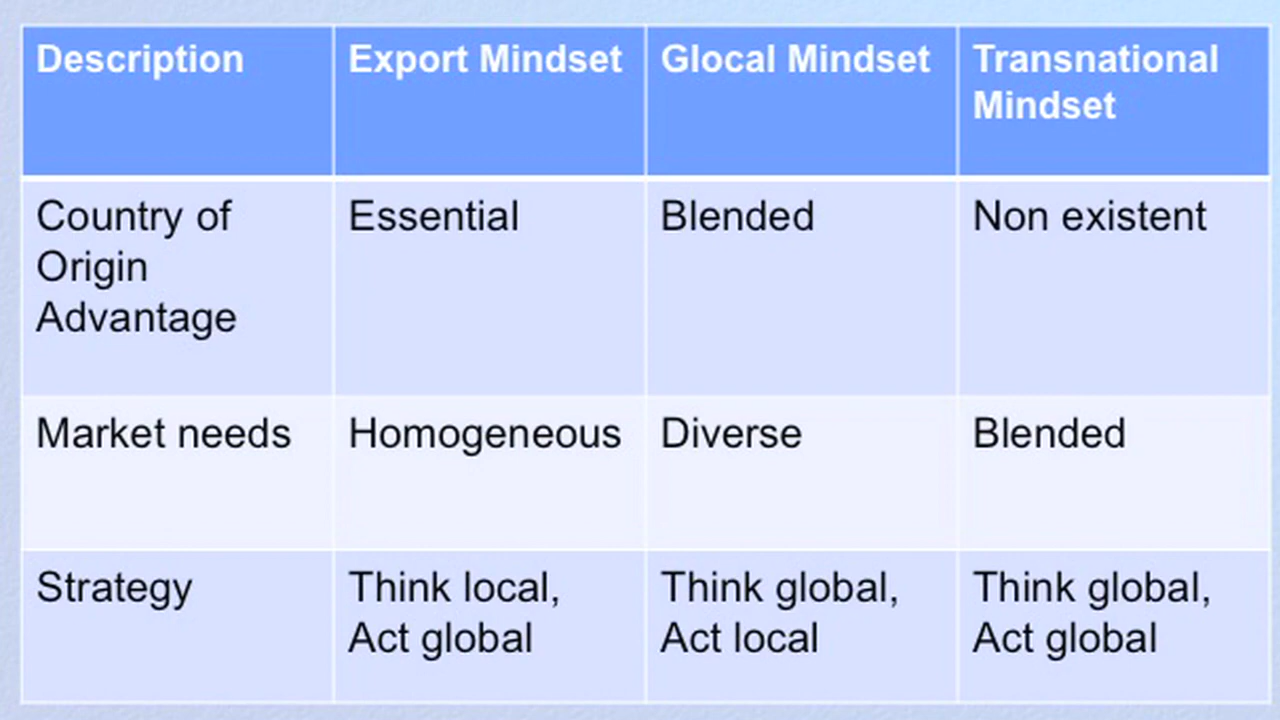 Description
Export Mindset
Glocal Mindset
Transnational
Mindset
Country of
Origin
Advantage
Essential
Blended
Non existent
Market needs
Homogeneous
Diverse
Blended
Strategy
Think local,
Act global
Think global,
Act local
Think global,
Act global